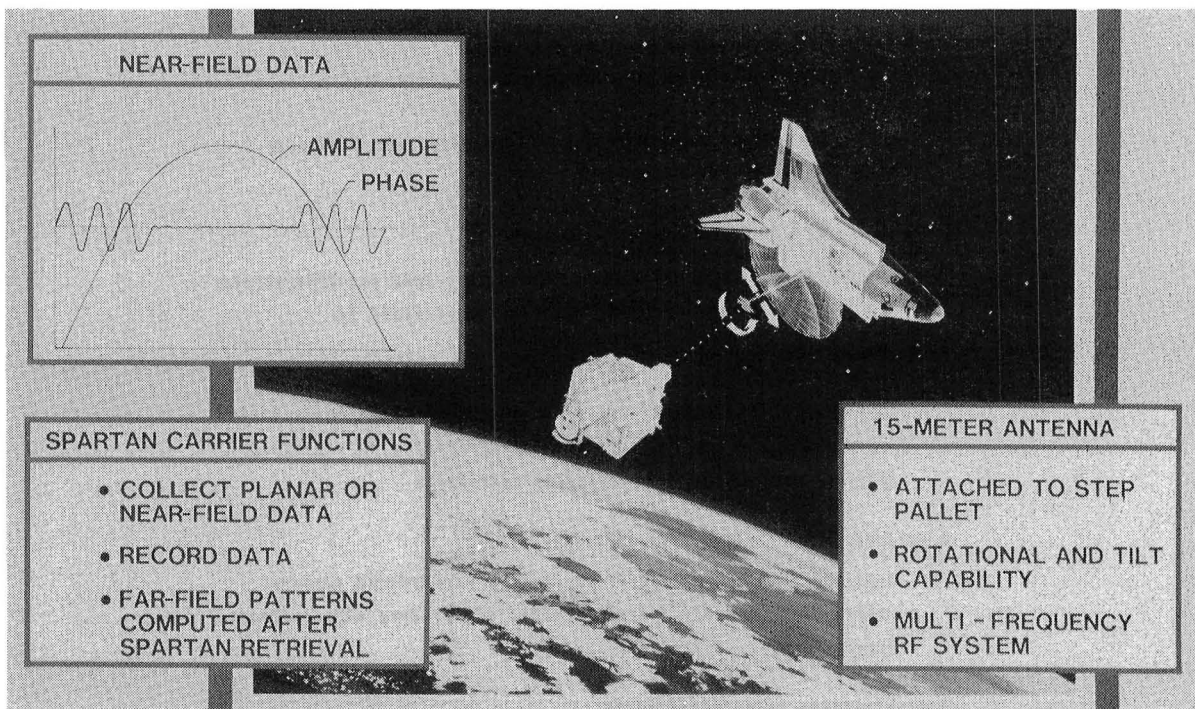 NEAR-FIELD DATA
AMPLITUDE
PHASE
SPARTAN CARRIER FUNCTIONS
• COLLECT PLANAR OR
NEAR-FIELD DATA
• RECORD DATA
• FAR-FIELD PATTERNS
COMPUTED AFTER
SPARTAN RETRIEVAL
15-METER ANTENNA
• ATTACHED TO STEP
PALLET
• ROTATIONAL AND TILT
CAPABILITY
• MULTI-FREQUENCY
RF SYSTEM